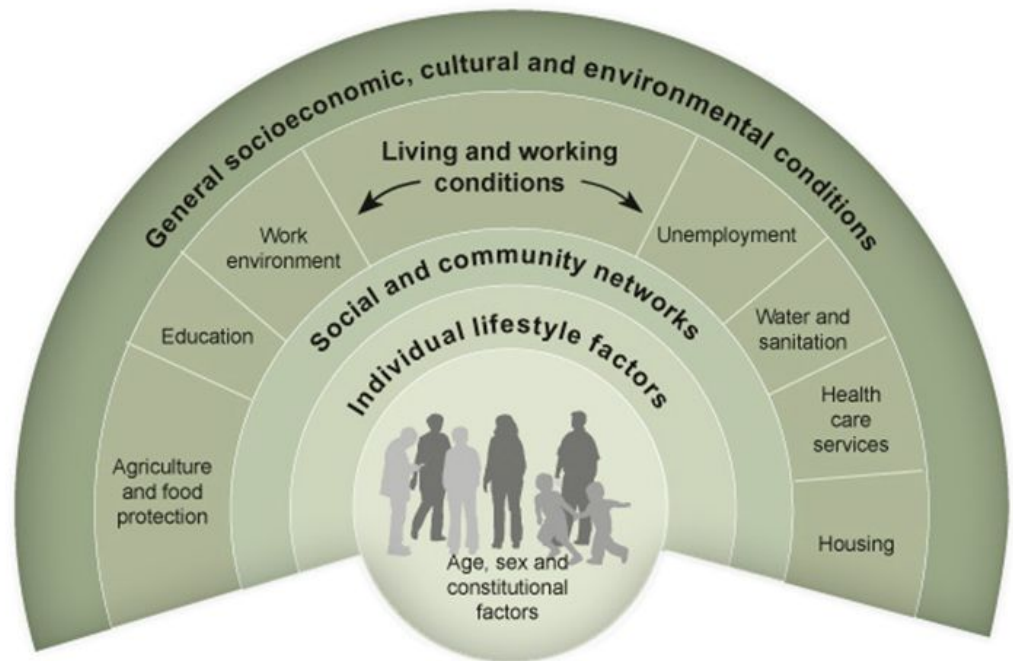 General socioeconomic, cultural and environmental conditions
Living and working
conditions
Work
environment
Unemployment
Education
Water and
sanitation
Agriculture
and food
protection
Health
care
services
Housing
Social and community networks
Individual lifestyle factors
Age, sex and
constitutional
factors